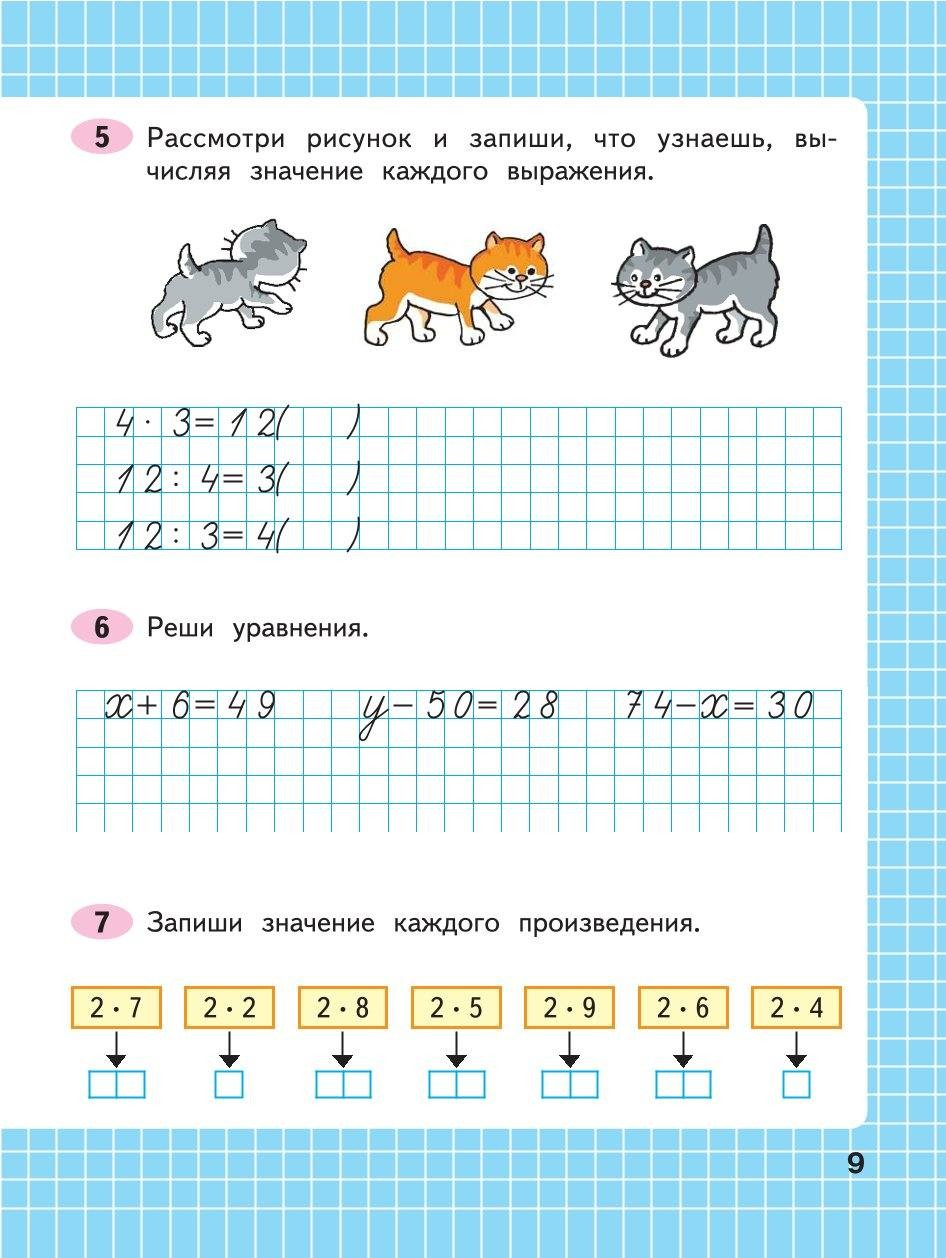 5 Рассмотри рисунок и запиши, что узнаешь, вы-
числяя значение каждого выражения.
4 · 3 = 12( )
12 : 4 = 3( )
12 : 3 = 4( )
6 Реши уравнения.
x + 6 = 49 y − 50 = 28 74 − x = 30
7 Запиши значение каждого произведения.
2 · 7 2 · 2 2 · 8 2 · 5 2 · 9 2 · 6 2 · 4
9